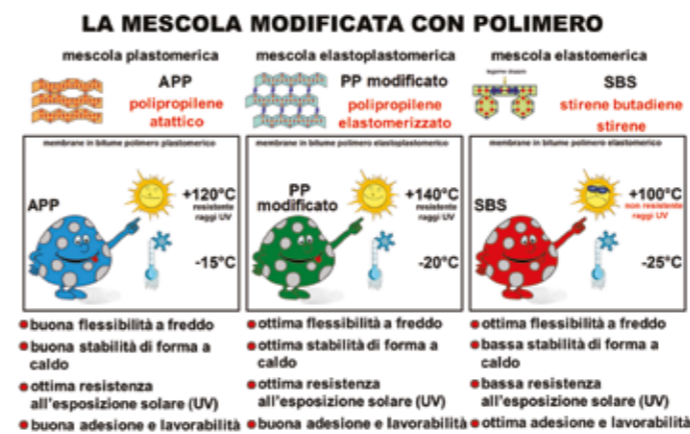 LA MESCOLA MODIFICATA CON POLIMERO
mescola plastomerica
APP
polipropilene
atattico
mescola elastoplastomerica
PP modificato
polipropilene
elastomerizzato
mescola elastomerica
SBS
stirene butadiene
stirene
membrane in bitume polimero plastomerico
APP
+120°C
resistente
raggi UV
-15°C
membrane in bitume polimero elastoplastomerico
PP
modificato
+140°C
resistente
raggi UV
-20°C
membrane in bitume polimero elastomerico
SBS
+100°C
non resistente
raggi UV
-25°C
buona flessibilità a freddo
buona stabilità di forma a
caldo
ottima resistenza
all'esposizione solare (UV)
buona adesione e lavorabilità
ottima flessibilità a freddo
ottima stabilità di forma a
caldo
ottima resistenza
all'esposizione solare (UV)
buona adesione e lavorabilità
ottima flessibilità a freddo
bassa stabilità di forma a
caldo
bassa resistenza
all'esposizione solare (UV)
ottima adesione e lavorabilità